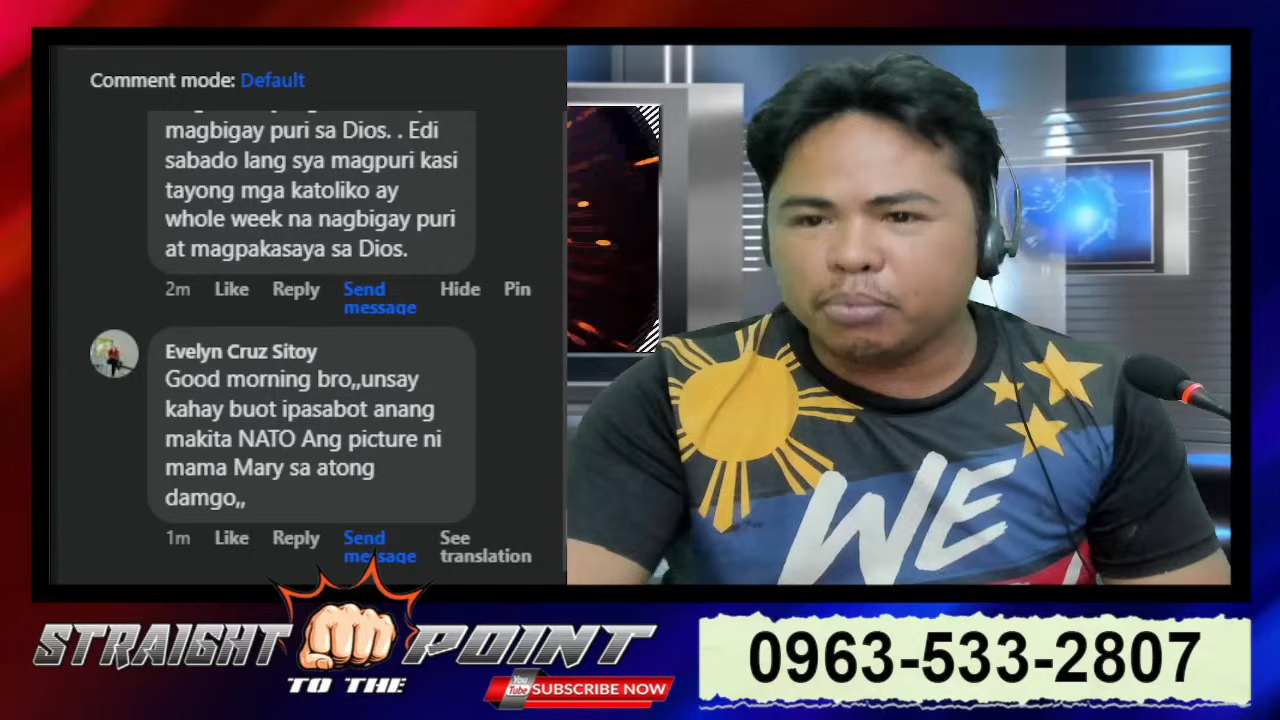 Comment mode: Default
magbigay puri sa Dios. . Edi
sabado lang sya magpuri kasi
tayong mga katoliko ay
whole week na nagbigay puri
at magpakasaya sa Dios.
2m Like Reply Send message Hide Pin
Evelyn Cruz Sitoy
Good morning bro,,unsay
kahay buot ipasabot anang
makita NATO Ang picture ni
mama Mary sa atong
damgo,,
1m Like Reply Send message See translation
WE
STRAIGHT
TO THE
POINT
You Tube SUBSCRIBE NOW
0963-533-2807